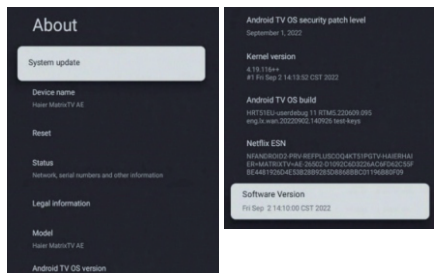 About
System update
Device name
Haier MatrixTV AE
Reset
Status
Network, serial numbers and other information
Legal information
Model
Haier MatrixTV AE
Android TV OS version
Android TV OS security patch level
September 1, 2022
Kernel version
4.19.116++
#1 Fri Sep 2 14:13:52 CST 2022
Android TV OS build
HRT51EU-userdebug 11 RTMS.220609.095
eng.lx.wan.20220902.140926 test-keys
Netflix ESN
Software Version
Fri Sep 2 14:10:00 CST 2022